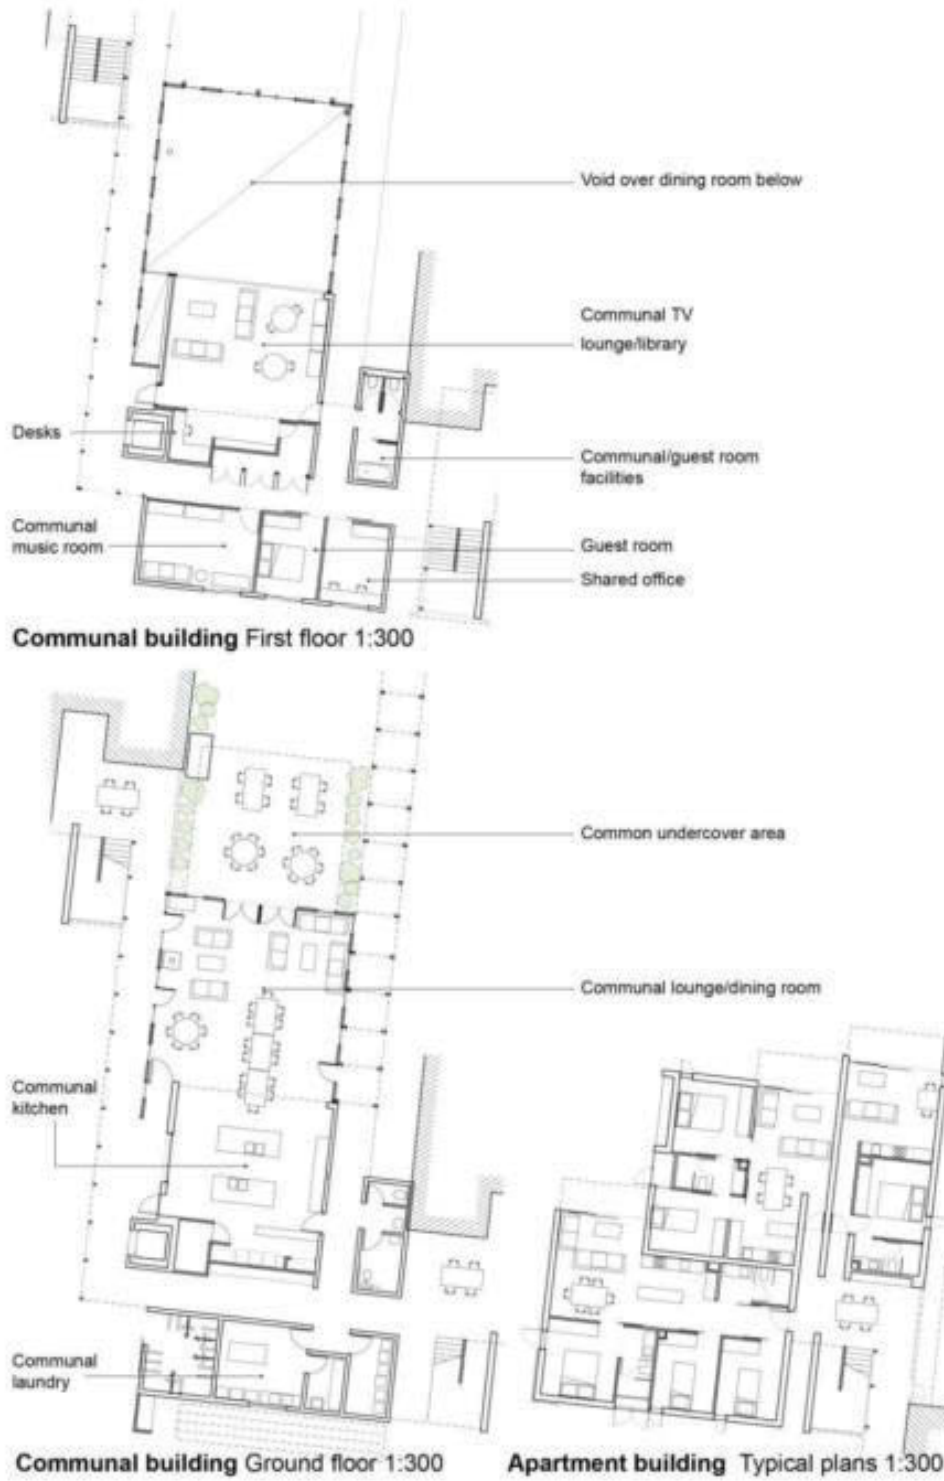 Void over dining room below
Communal TV
lounge/library
Desks
Communal/guest room
facilities
Communal
music room
Guest room
Shared office
Communal building First floor 1:300
Common undercover area
Communal lounge/dining room
Communal
kitchen
Communal
laundry
Communal building Ground floor 1:300
Apartment building Typical plans 1:300